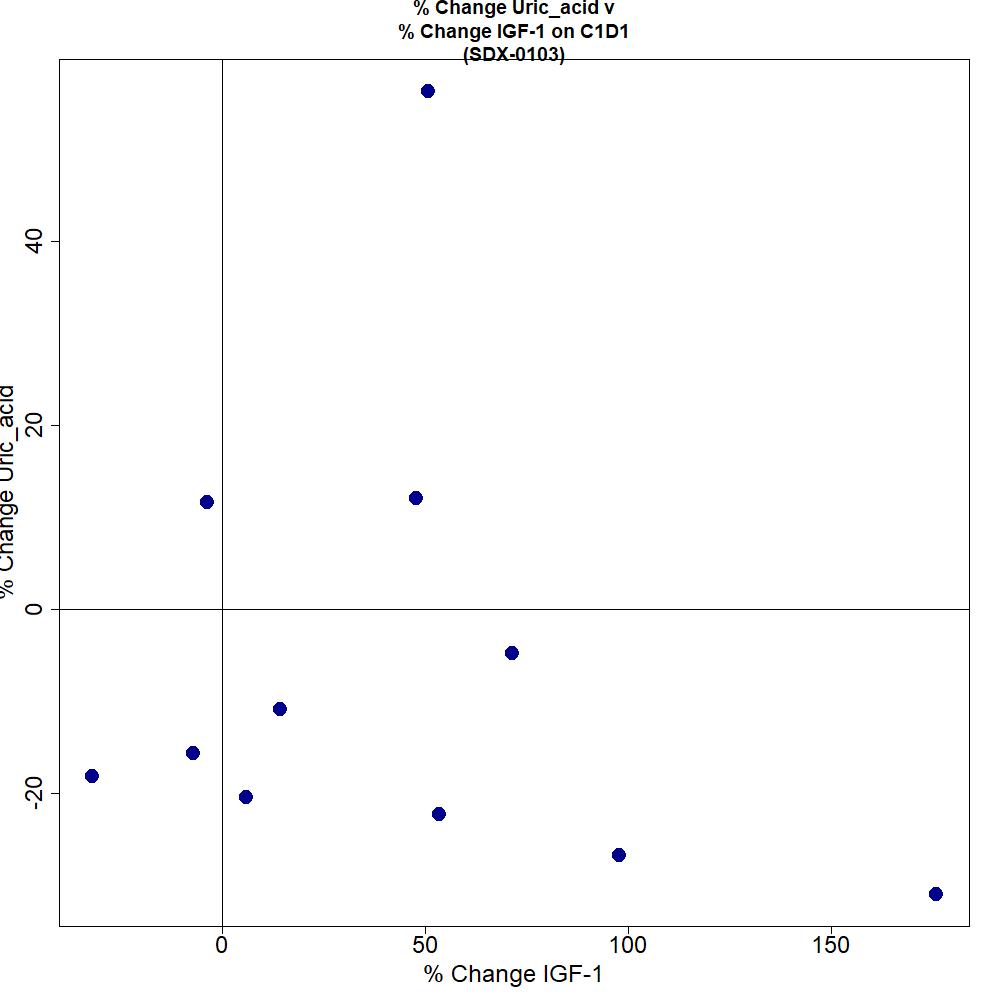 % Change Uric_acid v
% Change IGF-1 on C1D1
(SDX-0103)
% Change Uric_acid
40
20
0
-20
0
50
100
150
% Change IGF-1